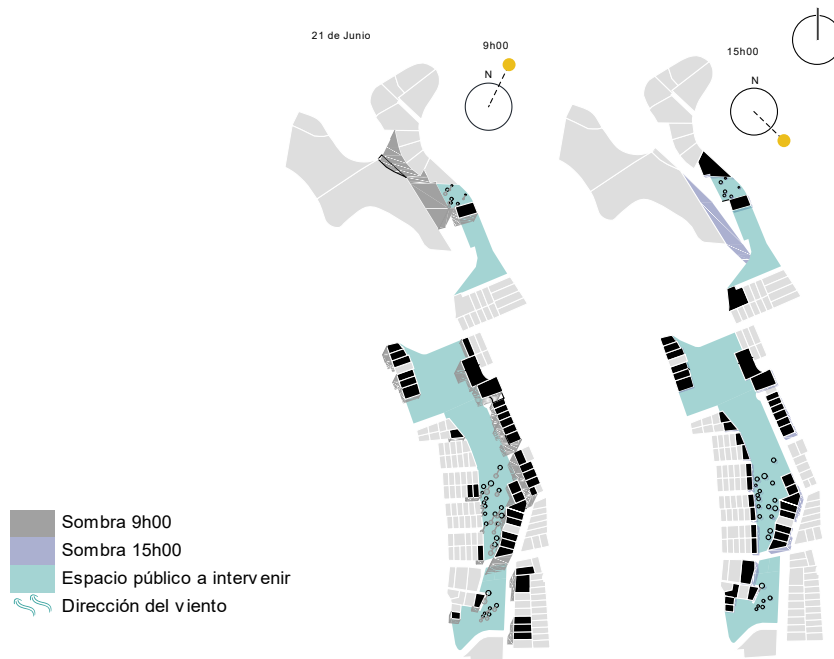 21 de Junio
9h00
N
15h00
N
Sombra 9h00
Sombra 15h00
Espacio público a intervenir
Dirección del viento